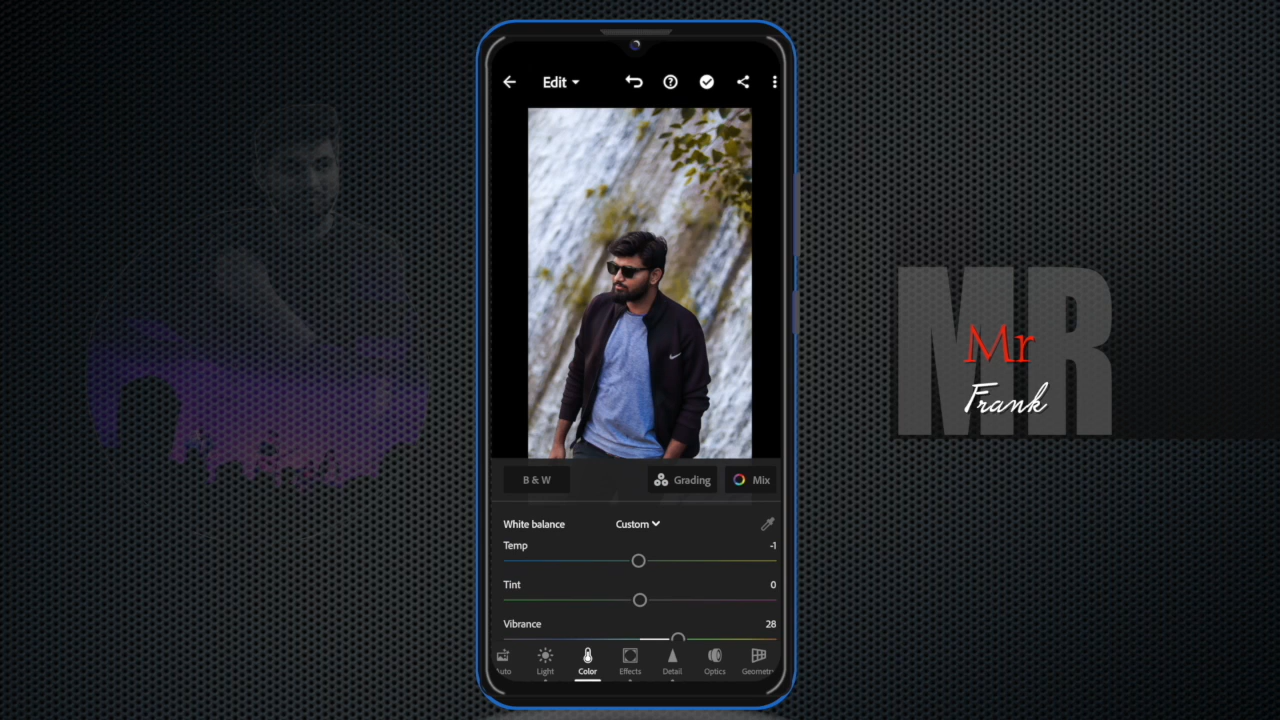 Edit
B & W
Grading
Mix
White balance
Custom
Temp
-1
Tint
0
Vibrance
28
Light
Color
Effects
Detail
Optics
MR
Mr
Frank